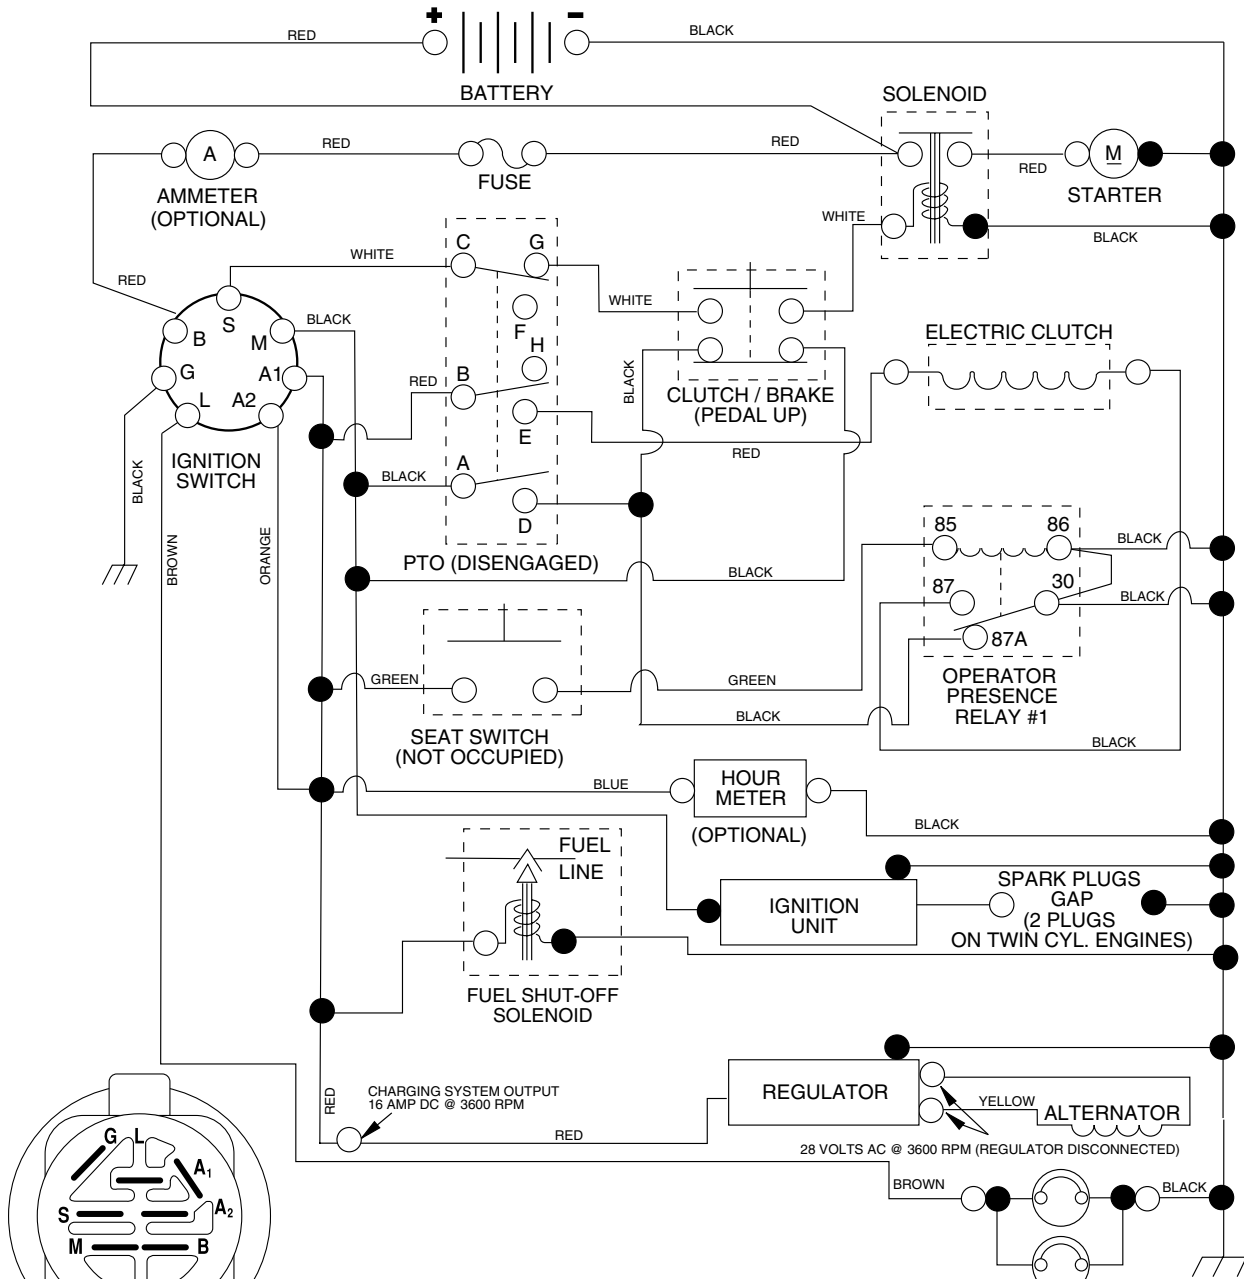 + -
RED
BLACK
BATTERY
SOLENOID
A
RED
RED
RED
M
FUSE
AMMETER
(OPTIONAL)
STARTER
WHITE
BLACK
C G
WHITE
RED
F
WHITE
S
BLACK
B
M
H
ELECTRIC CLUTCH
G
A1
RED
B
BLACK
CLUTCH / BRAKE
(PEDAL UP)
L A2
E
RED
IGNITION
SWITCH
A
BLACK
BLACK
D
85 86
BLACK
BROWN
ORANGE
PTO (DISENGAGED)
BLACK
87 30
BLACK
87A
GREEN
GREEN
OPERATOR
PRESENCE
RELAY #1
BLACK
SEAT SWITCH
(NOT OCCUPIED)
BLACK
BLUE
HOUR
METER
(OPTIONAL)
BLACK
FUEL
LINE
IGNITION
UNIT
SPARK PLUGS
GAP
(2 PLUGS
ON TWIN CYL. ENGINES)
FUEL SHUT-OFF
SOLENOID
RED
CHARGING SYSTEM OUTPUT
16 AMP DC @ 3600 RPM
REGULATOR
YELLOW
ALTERNATOR
RED
28 VOLTS AC @ 3600 RPM (REGULATOR DISCONNECTED)
BROWN
BLACK
G L
A1
S
A2
M
B